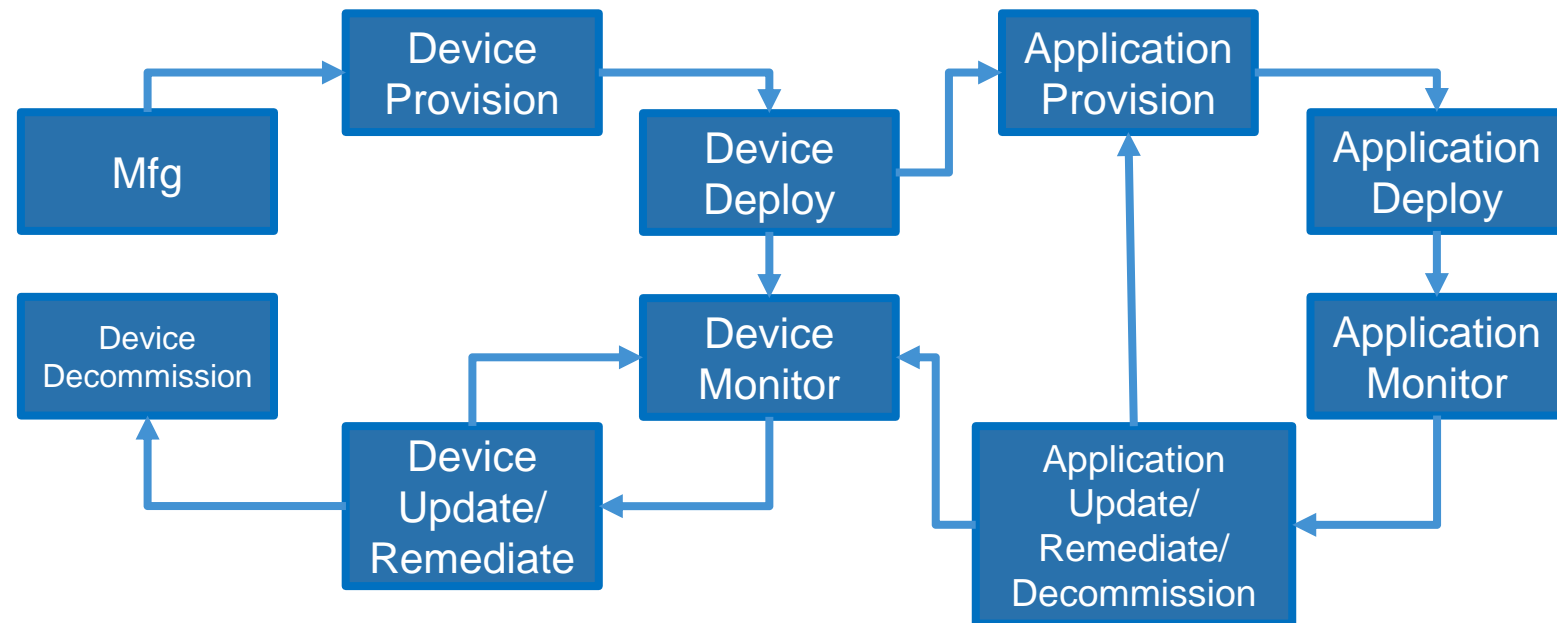 Device
Provision
Application
Provision
Mfg
Device
Deploy
Application
Deploy
Device
Decommission
Device
Monitor
Application
Monitor
Device
Update/
Remediate
Application
Update/
Remediate/
Decommission